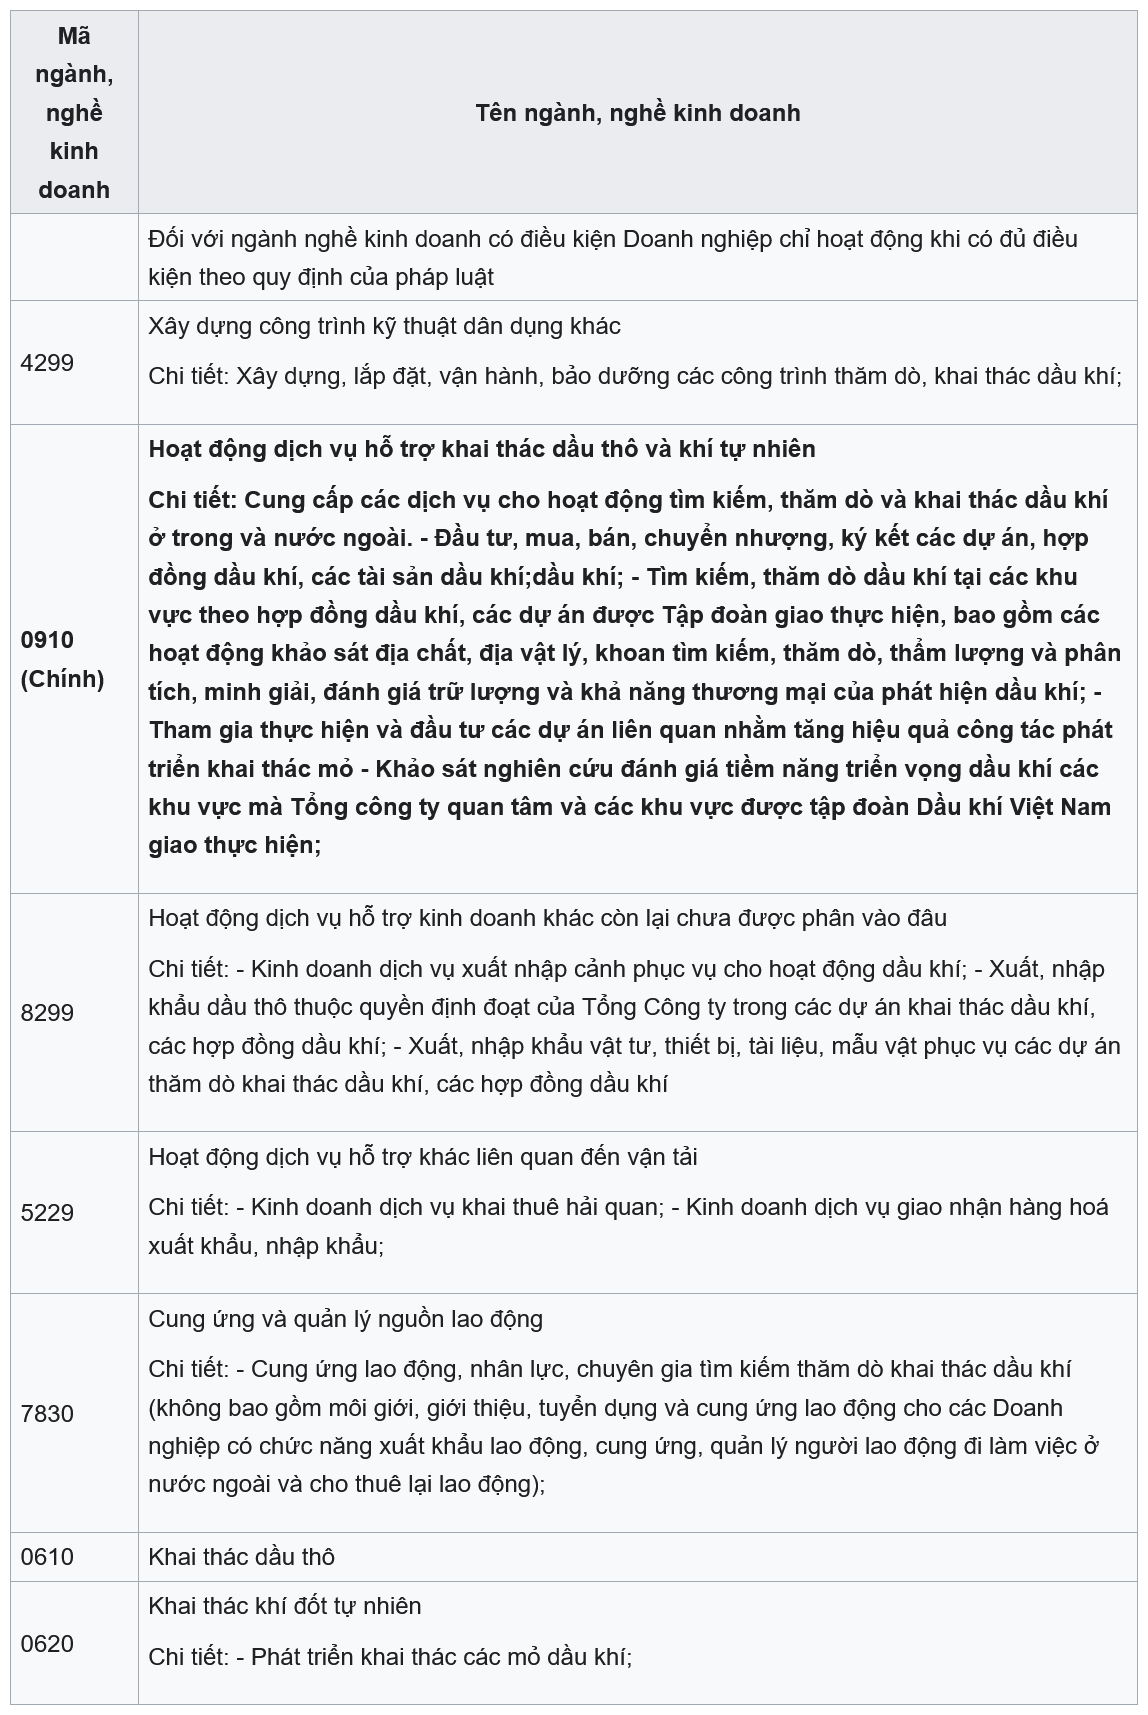 Mã
ngành,
nghề
kinh
doanh
Tên ngành, nghề kinh doanh
Đối với ngành nghề kinh doanh có điều kiện Doanh nghiệp chỉ hoạt động khi có đủ điều
kiện theo quy định của pháp luật
4299
Xây dựng công trình kỹ thuật dân dụng khác
Chi tiết: Xây dựng, lắp đặt, vận hành, bảo dưỡng các công trình thăm dò, khai thác dầu khí;
0910
(Chính)
Hoạt động dịch vụ hỗ trợ khai thác dầu thô và khí tự nhiên
Chi tiết: Cung cấp các dịch vụ cho hoạt động tìm kiếm, thăm dò và khai thác dầu khí
ở trong và nước ngoài. - Đầu tư, mua, bán, chuyển nhượng, ký kết các dự án, hợp
đồng dầu khí, các tài sản dầu khí;dầu khí; - Tìm kiếm, thăm dò dầu khí tại các khu
vực theo hợp đồng dầu khí, các dự án được Tập đoàn giao thực hiện, bao gồm các
hoạt động khảo sát địa chất, địa vật lý, khoan tìm kiếm, thăm dò, thẩm lượng và phân
tích, minh giải, đánh giá trữ lượng và khả năng thương mại của phát hiện dầu khí; -
Tham gia thực hiện và đầu tư các dự án liên quan nhằm tăng hiệu quả công tác phát
triển khai thác mỏ - Khảo sát nghiên cứu đánh giá tiềm năng triển vọng dầu khí các
khu vực mà Tổng công ty quan tâm và các khu vực được tập đoàn Dầu khí Việt Nam
giao thực hiện;
8299
Hoạt động dịch vụ hỗ trợ kinh doanh khác còn lại chưa được phân vào đâu
Chi tiết: - Kinh doanh dịch vụ xuất nhập cảnh phục vụ cho hoạt động dầu khí; - Xuất, nhập
khẩu dầu thô thuộc quyền định đoạt của Tổng Công ty trong các dự án khai thác dầu khí,
các hợp đồng dầu khí; - Xuất, nhập khẩu vật tư, thiết bị, tài liệu, mẫu vật phục vụ các dự án
thăm dò khai thác dầu khí, các hợp đồng dầu khí
5229
Hoạt động dịch vụ hỗ trợ khác liên quan đến vận tải
Chi tiết: - Kinh doanh dịch vụ khai thuê hải quan; - Kinh doanh dịch vụ giao nhận hàng hoá
xuất khẩu, nhập khẩu;
7830
Cung ứng và quản lý nguồn lao động
Chi tiết: - Cung ứng lao động, nhân lực, chuyên gia tìm kiếm thăm dò khai thác dầu khí
(không bao gồm môi giới, giới thiệu, tuyển dụng và cung ứng lao động cho các Doanh
nghiệp có chức năng xuất khẩu lao động, cung ứng, quản lý người lao động đi làm việc ở
nước ngoài và cho thuê lại lao động);
0610
Khai thác dầu thô
0620
Khai thác khí đốt tự nhiên
Chi tiết: - Phát triển khai thác các mỏ dầu khí;